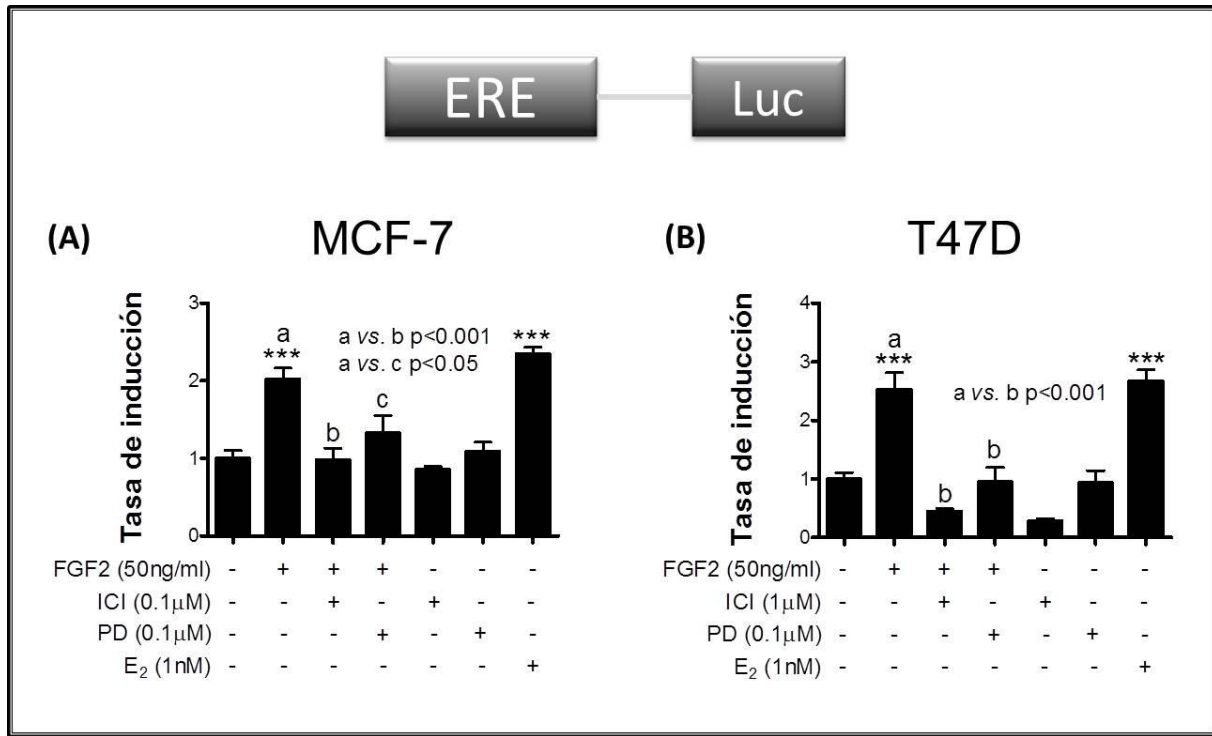 ERE Luc
(A) MCF-7
Tasa de inducción
3
2
1
0
a
***
b
c
***
a vs. b p<0.001
a vs. c p<0.05
FGF2 (50ng/ml) - + + + - - -
ICI (0.1μM) - - + - + - -
PD (0.1μM) - - - + - + -
E₂ (1nM) - - - - - - +
(B) T47D
Tasa de inducción
4
3
2
1
0
a
***
b
b
***
a vs. b p<0.001
FGF2 (50ng/ml) - + + + - - -
ICI (1μM) - - + - + - -
PD (0.1μM) - - - + - + -
E₂ (1nM) - - - - - - +